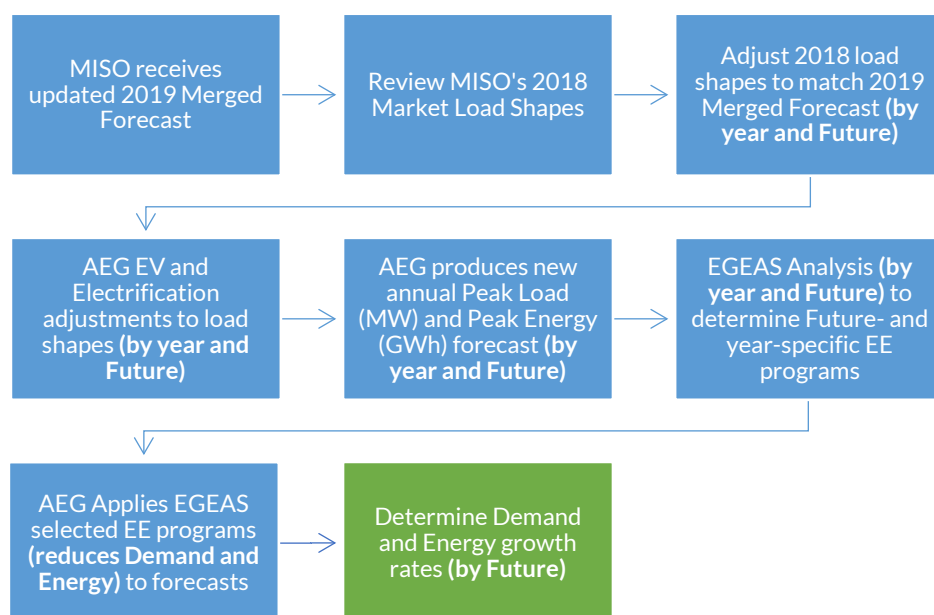 MISO receives
updated 2019 Merged
Forecast
Review MISO's 2018
Market Load Shapes
Adjust 2018 load
shapes to match 2019
Merged Forecast (by
year and Future)
AEG EV and
Electrification
adjustments to load
shapes (by year and
Future)
AEG produces new
annual Peak Load
(MW) and Peak Energy
(GWh) forecast (by
year and Future)
EGEAS Analysis (by
year and Future) to
determine Future- and
year-specific EE
programs
AEG Applies EGEAS
selected EE programs
(reduces Demand and
Energy) to forecasts
Determine Demand
and Energy growth
rates (by Future)